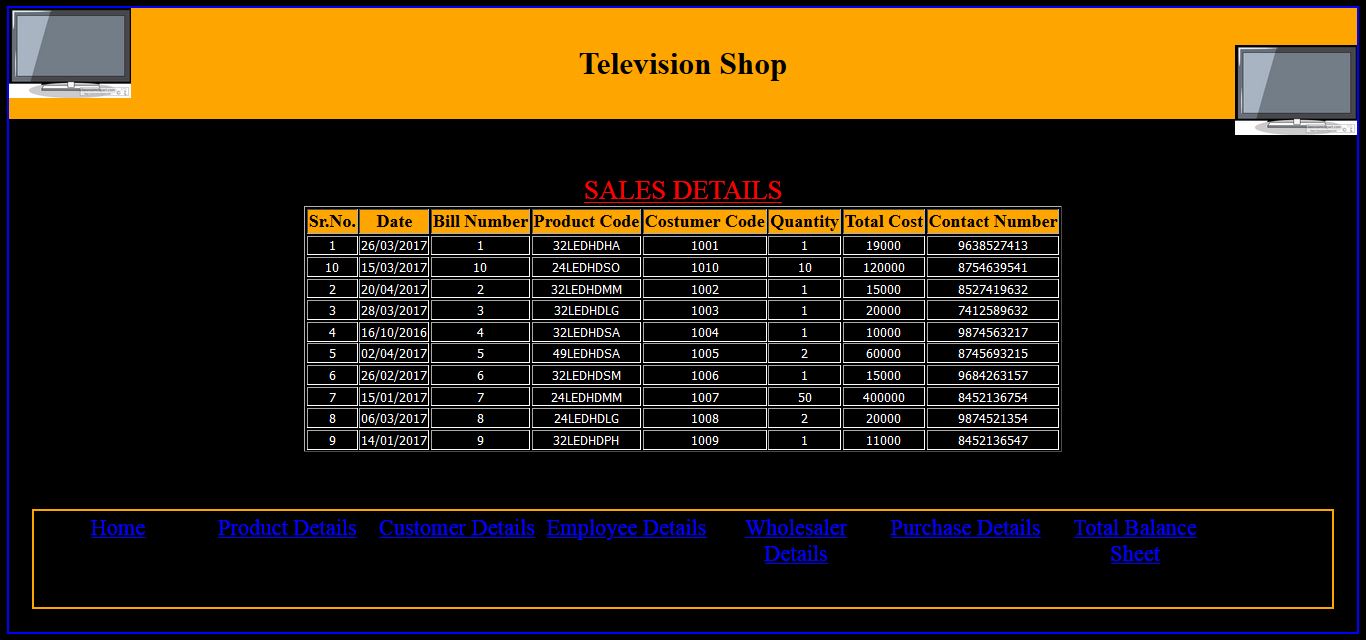 Television Shop
SALES DETAILS
Sr.No. Date Bill Number Product Code Costumer Code Quantity Total Cost Contact Number
1 26/03/2017 1 32LEDHDHA 1001 1 19000 9638527413
10 15/03/2017 10 24LEDHDSO 1010 10 120000 8754639541
2 20/04/2017 2 32LEDHDMM 1002 1 15000 8527419632
3 28/03/2017 3 32LEDHDLG 1003 1 20000 7412589632
4 16/10/2016 4 32LEDHDSA 1004 1 10000 9874563217
5 02/04/2017 5 49LEDHDSA 1005 2 60000 8745693215
6 26/02/2017 6 32LEDHDSM 1006 1 15000 9684263157
7 15/01/2017 7 24LEDHDMM 1007 50 400000 8452136754
8 06/03/2017 8 24LEDHDLG 1008 2 20000 9874521354
9 14/01/2017 9 32LEDHDPH 1009 1 11000 8452136547
Home Product Details Customer Details Employee Details Wholesaler Purchase Details Total Balance
Details Sheet